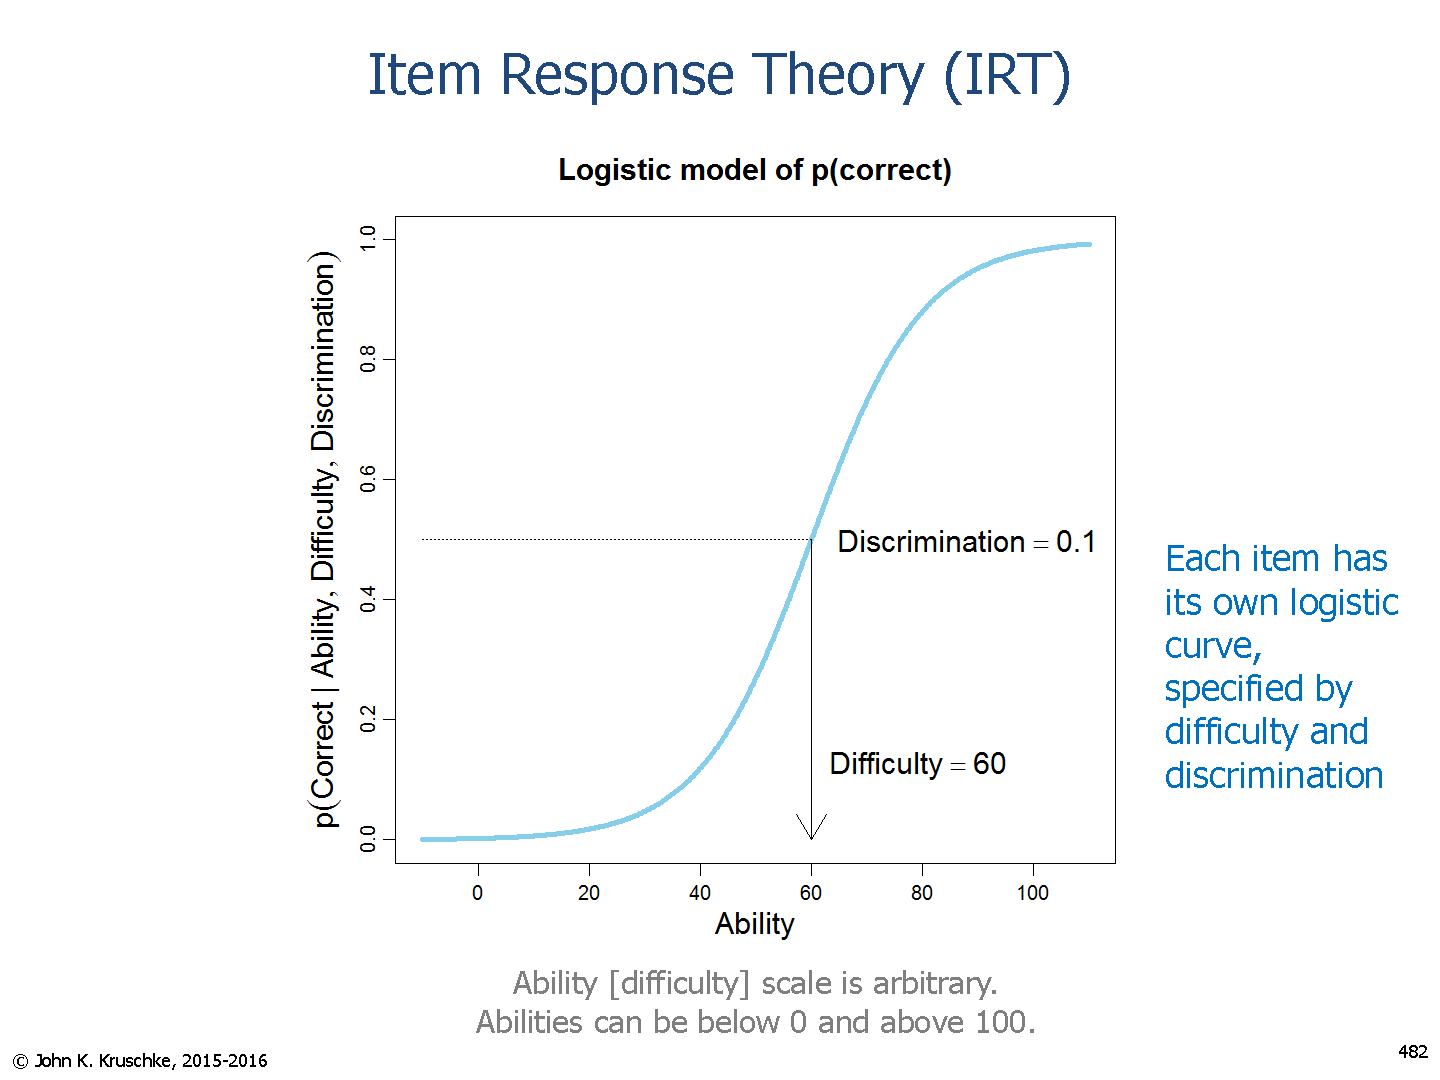 Item Response Theory (IRT)
Logistic model of p(correct)
p(Correct | Ability, Difficulty, Discrimination)
1.0
0.8
0.6
0.4
0.2
0.0
Discrimination = 0.1
Difficulty = 60
0 20 40 60 80 100
Ability
Each item has
its own logistic
curve,
specified by
difficulty and
discrimination
Ability [difficulty] scale is arbitrary.
Abilities can be below 0 and above 100.
© John K. Kruschke, 2015-2016
482